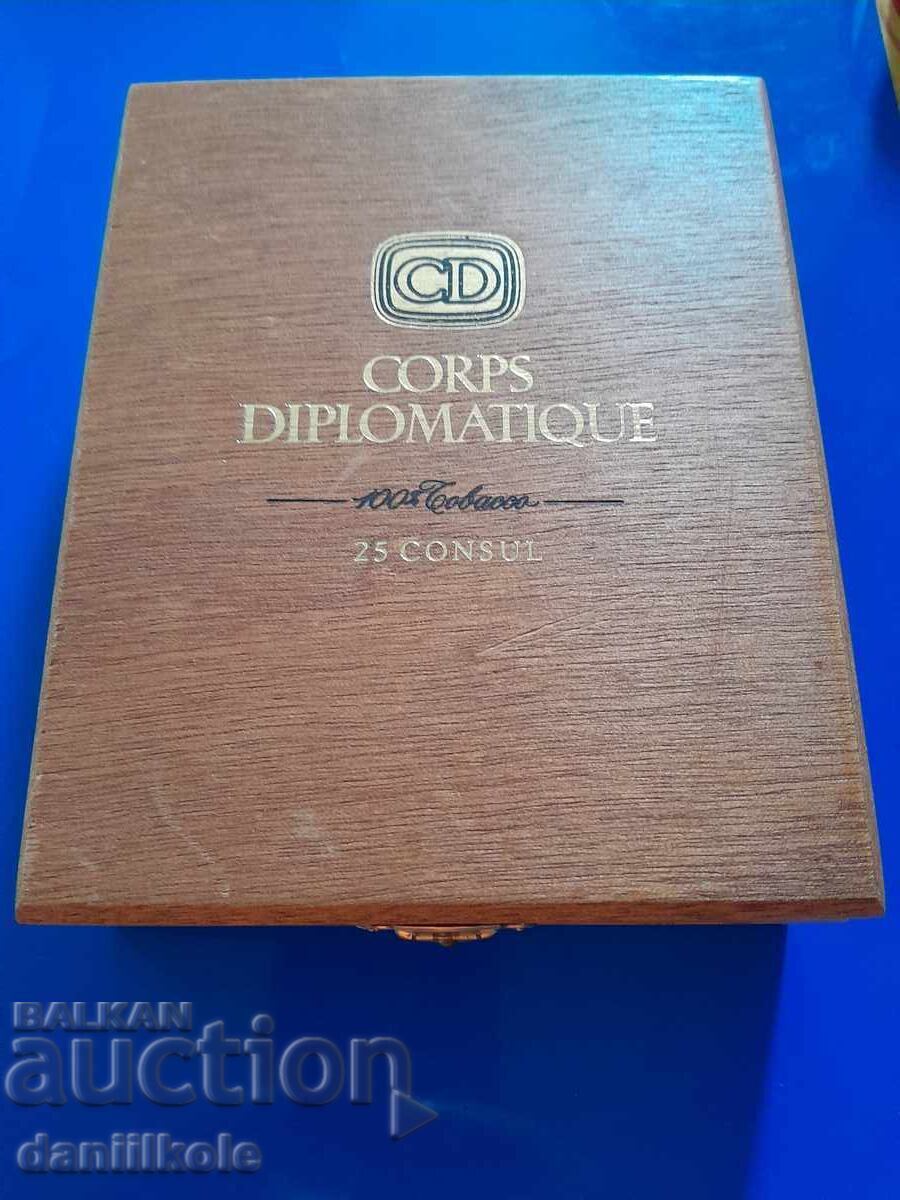 CD
CORPS
DIPLOMATIQUE
100% Tobacco
25 CONSUL
BALKAN
auction
daniilkole